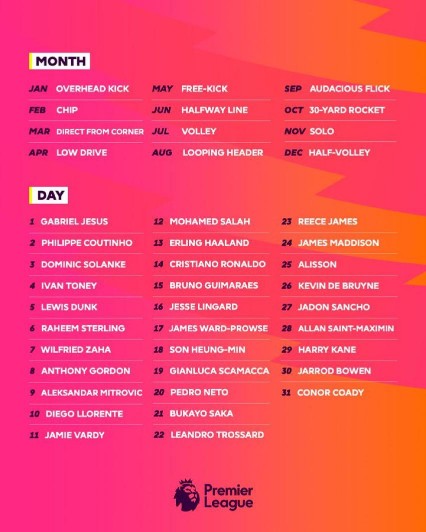 MONTH
JAN OVERHEAD KICK
FEB CHIP
MAR DIRECT FROM CORNER
APR LOW DRIVE
MAY FREE-KICK
JUN HALFWAY LINE
JUL VOLLEY
AUG LOOPING HEADER
SEP AUDACIOUS FLICK
OCT 30-YARD ROCKET
NOV SOLO
DEC HALF-VOLLEY
DAY
1 GABRIEL JESUS
2 PHILIPPE COUTINHO
3 DOMINIC SOLANKE
4 IVAN TONEY
5 LEWIS DUNK
6 RAHEEM STERLING
7 WILFRIED ZAHA
8 ANTHONY GORDON
9 ALEKSANDAR MITROVIC
10 DIEGO LLORENTE
11 JAMIE VARDY
12 MOHAMED SALAH
13 ERLING HAALAND
14 CRISTIANO RONALDO
15 BRUNO GUIMARAES
16 JESSE LINGARD
17 JAMES WARD-PROWSE
18 SON HEUNG-MIN
19 GIANLUCA SCAMACCA
20 PEDRO NETO
21 BUKAYO SAKA
22 LEANDRO TROSSARD
23 REECE JAMES
24 JAMES MADDISON
25 ALISSON
26 KEVIN DE BRUYNE
27 JADON SANCHO
28 ALLAN SAINT-MAXIMIN
29 HARRY KANE
30 JARROD BOWEN
31 CONOR COADY
Premier
League